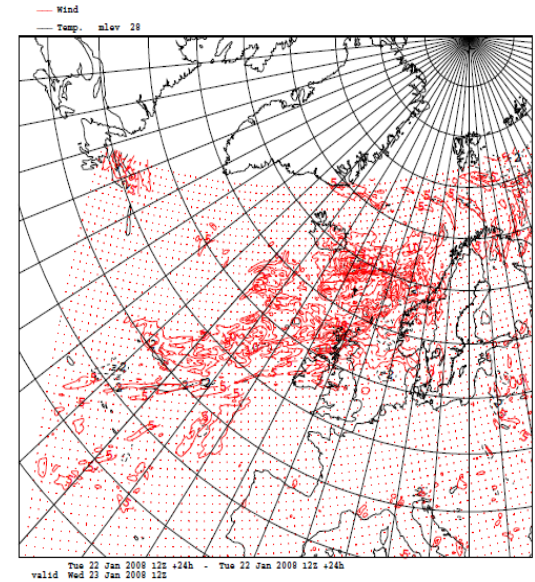 Wind
Temp. mlev 28
Tue 22 Jan 2008 12Z +24h - Tue 22 Jan 2008 12Z +24h
valid Wed 23 Jan 2008 12Z